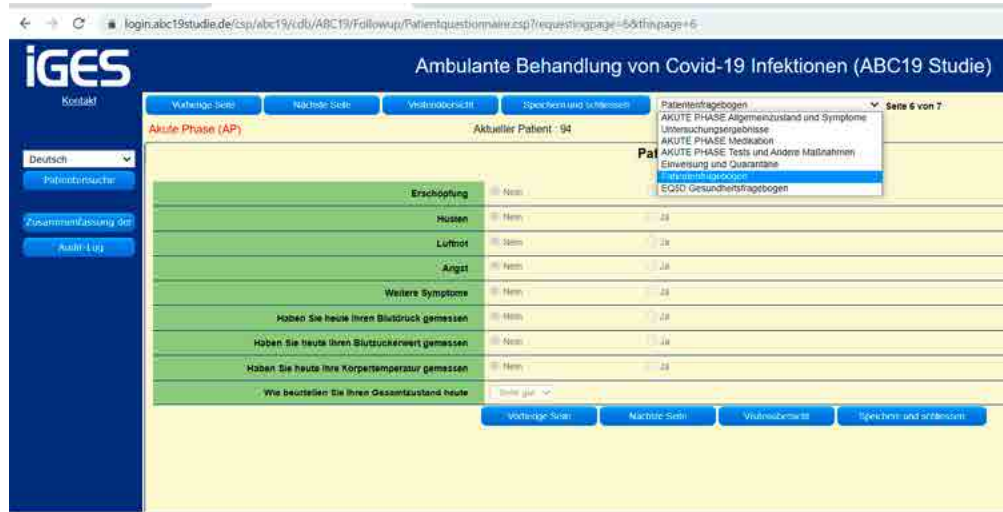 login.abc19studie.de/csp/abc19/cdb/ABC19/Followup/Patientquestionnaire.csp?requestingpage=5&thispage=6
iGES
Ambulante Behandlung von Covid-19 Infektionen (ABC19 Studie)
Kontakt
Vorherige Seite
Nächste Seite
Visitenübersicht
Speichern und schliessen
Patientenfragebogen
Seite 6 von 7
Akute Phase (AP)
Aktueller Patient : 94
AKUTE PHASE Allgemeinzustand und Symptome
Untersuchungsergebnisse
AKUTE PHASE Medikation
AKUTE PHASE Tests und Andere Maßnahmen
Einweisung und Quarantäne
Patientenfragebogen
EQ5D Gesundheitsfragebogen
Pat
Deutsch
Patientensuche
Zusammenfassung der
Audit-Log
Erschöpfung Nein
Husten Nein Ja
Luftnot Nein Ja
Angst Nein Ja
Weitere Symptome Nein Ja
Haben Sie heute Ihren Blutdruck gemessen Nein Ja
Haben Sie heute Ihren Blutzuckerwert gemessen Nein Ja
Haben Sie heute Ihre Körpertemperatur gemessen Nein Ja
Wie beurteilen Sie Ihren Gesamtzustand heute Sehr gut
Vorherige Seite
Nächste Seite
Visitenübersicht
Speichern und schliessen